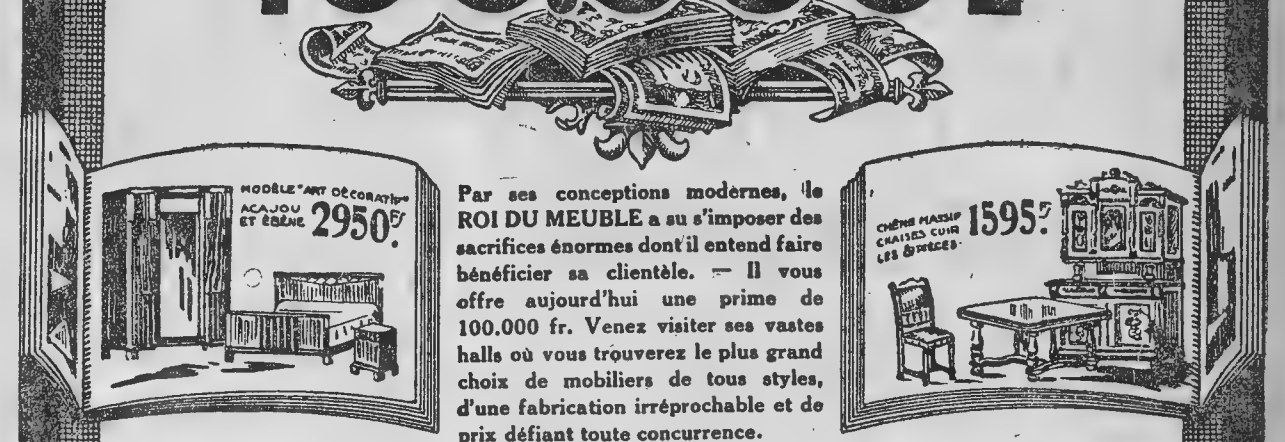 MODÈLE "ART DÉCORATIF"
ACAJOU
ET ÉBÈNE 2950Frs
Par ses conceptions modernes, le
ROI DU MEUBLE a su s'imposer des
sacrifices énormes dont il entend faire
bénéficier sa clientèle. — Il vous
offre aujourd'hui une prime de
100.000 fr. Venez visiter ses vastes
halls où vous trouverez le plus grand
choix de mobiliers de tous styles,
d'une fabrication irréprochable et de
prix défiant toute concurrence.
CHÊNE MASSIF
CHAISES CUIR
LES PIÈCES.
1595